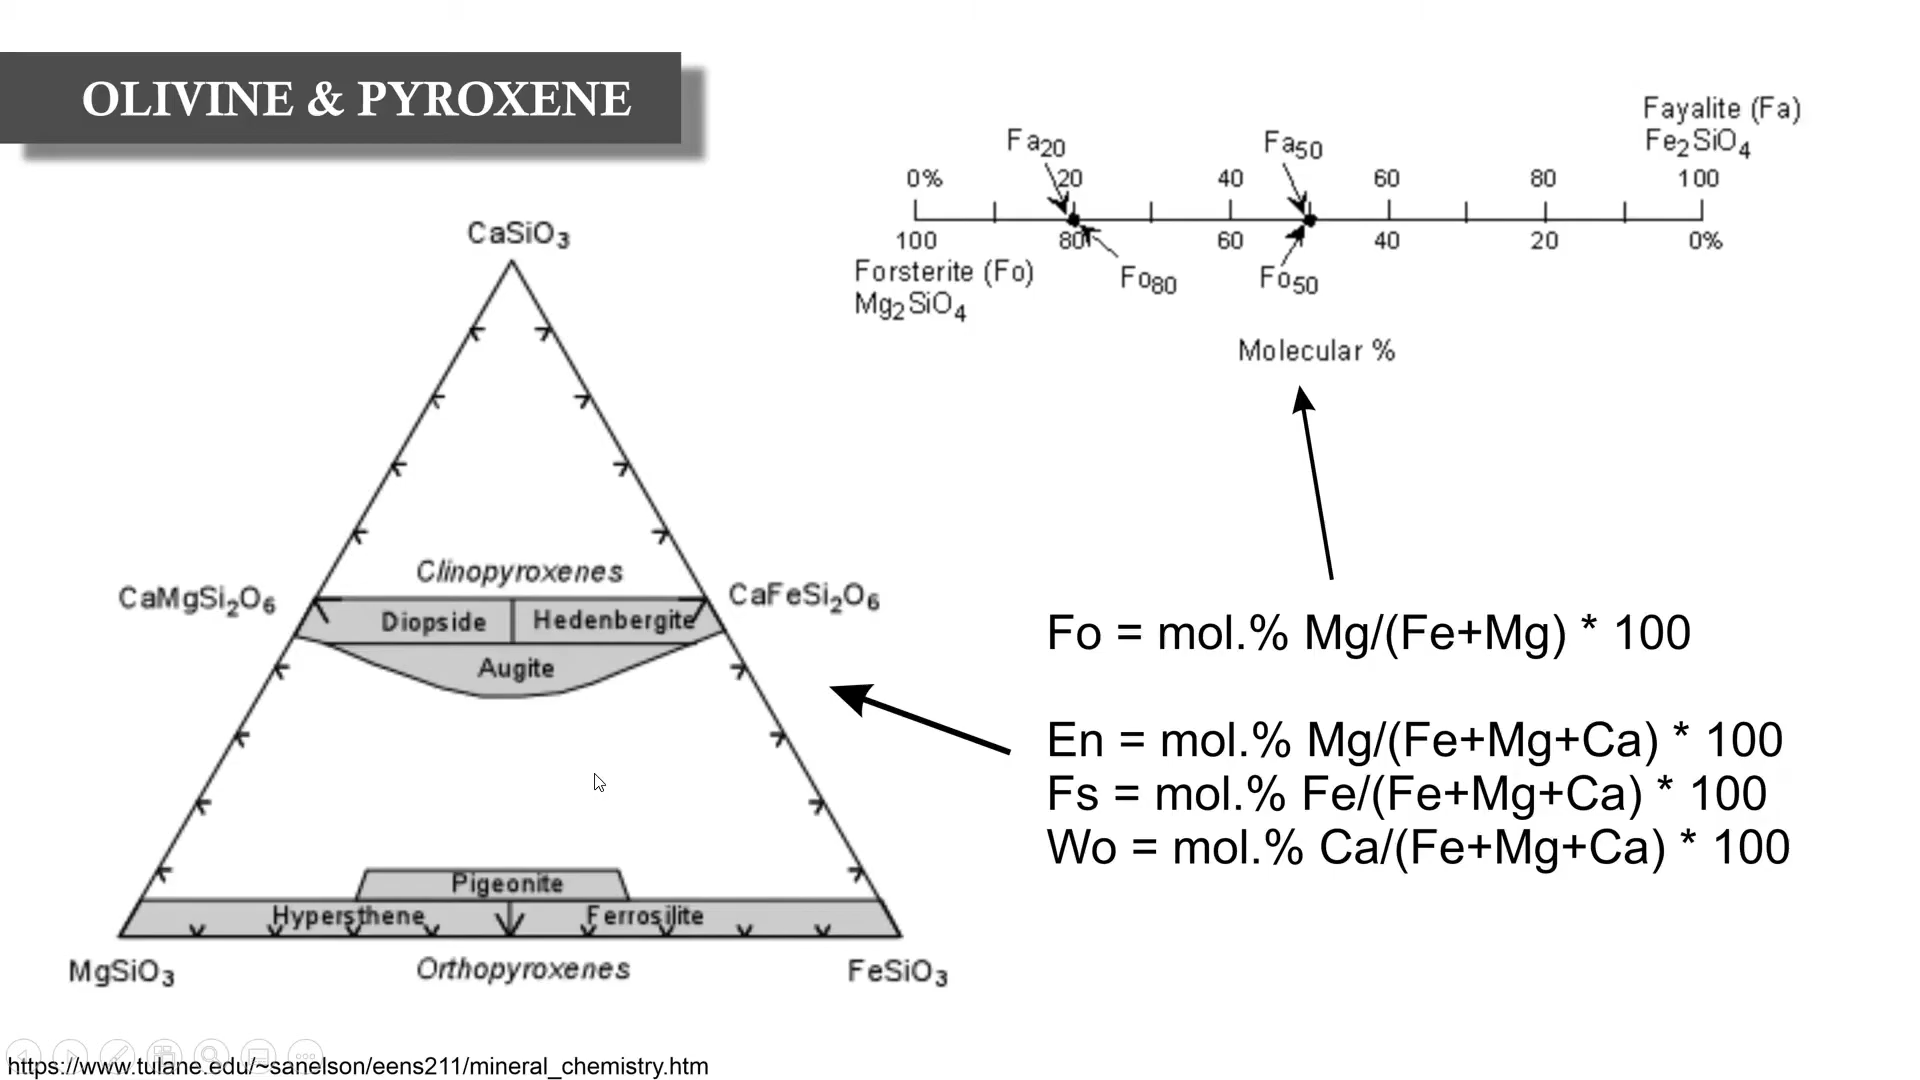 OLIVINE & PYROXENE
Fayalite (Fa)
Fe₂SiO₄
Fa₂₀
Fa₅₀
0% 20 40 60 80 100
100 80 60 40 20 0%
Forsterite (Fo)
Mg₂SiO₄
Fo₈₀
Fo₅₀
Molecular %
CaSiO₃
Clinopyroxenes
CaMgSi₂O₆
CaFeSi₂O₆
Diopside
Hedenbergite
Augite
Pigeonite
Hypersthene
Ferrosilite
MgSiO₃
Orthopyroxenes
FeSiO₃
Fo = mol.% Mg/(Fe+Mg) * 100
En = mol.% Mg/(Fe+Mg+Ca) * 100
Fs = mol.% Fe/(Fe+Mg+Ca) * 100
Wo = mol.% Ca/(Fe+Mg+Ca) * 100
https://www.tulane.edu/~sanelson/eens211/mineral_chemistry.htm